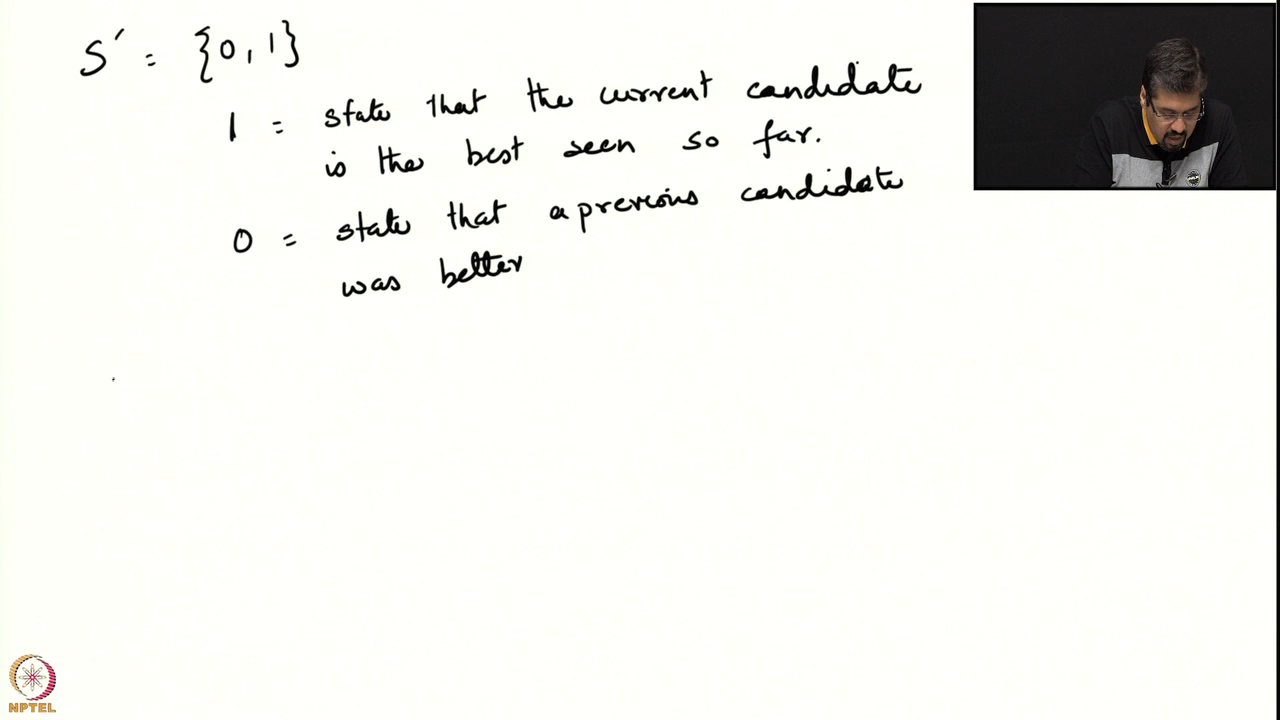 S′ = {0, 1}
1 = state that the current candidate
is the best seen so far.
0 = state that a previous candidate
was better
NPTEL